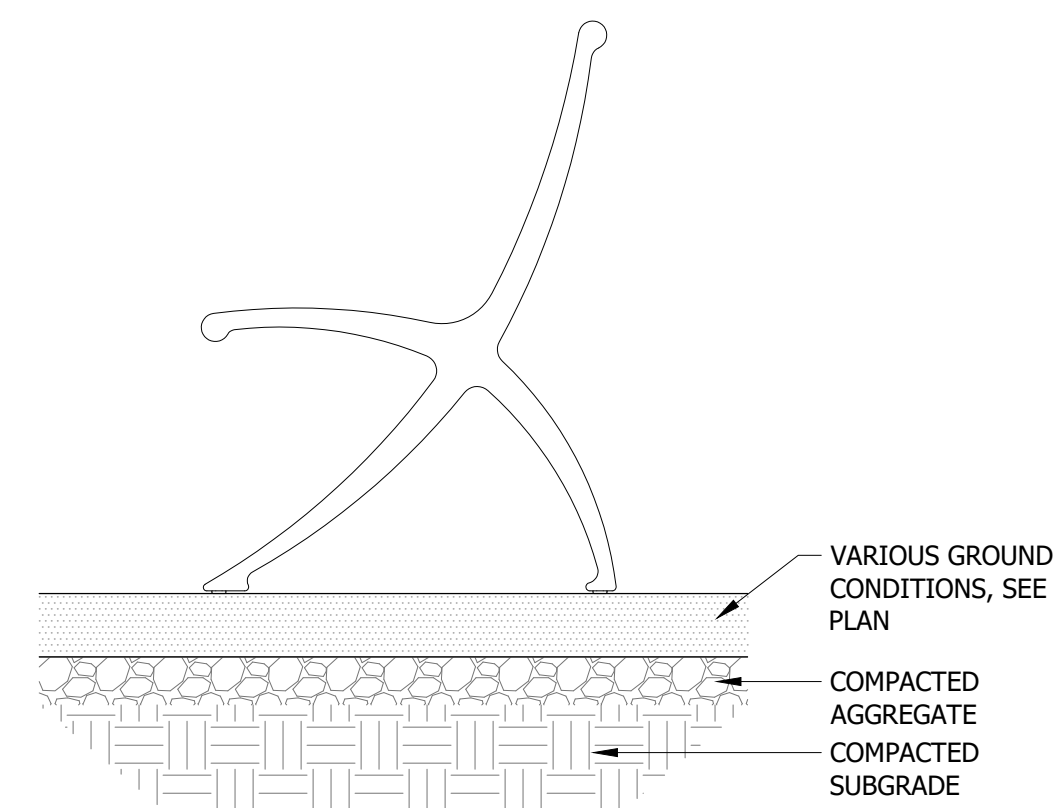 VARIOUS GROUND
CONDITIONS, SEE
PLAN
COMPACTED
AGGREGATE
COMPACTED
SUBGRADE